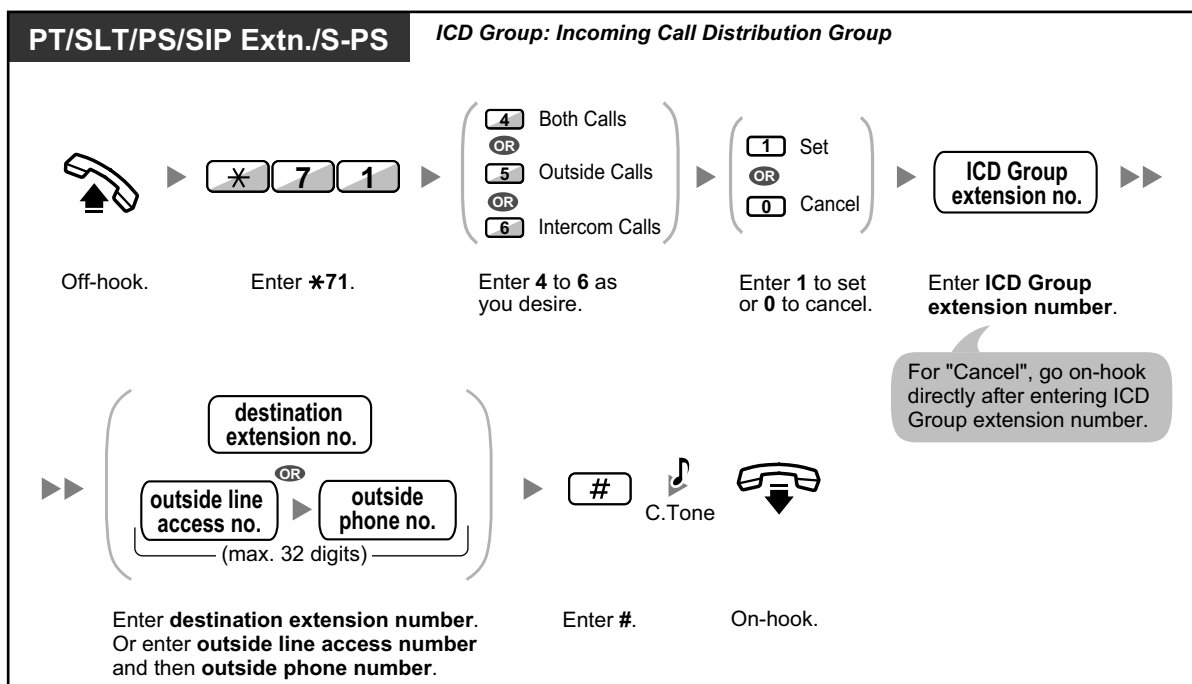 PT/SLT/PS/SIP Extn./S-PS
ICD Group: Incoming Call Distribution Group
4 Both Calls
OR
5 Outside Calls
OR
6 Intercom Calls
1 Set
OR
0 Cancel
✳ 7 1
ICD Group
extension no.
Off-hook.
Enter ✳71.
Enter 4 to 6 as
you desire.
Enter 1 to set
or 0 to cancel.
Enter ICD Group
extension number.
For "Cancel", go on-hook
directly after entering ICD
Group extension number.
destination
extension no.
OR
outside line
access no.
outside
phone no.
(max. 32 digits)
#
C.Tone
Enter destination extension number.
Or enter outside line access number
and then outside phone number.
Enter #.
On-hook.